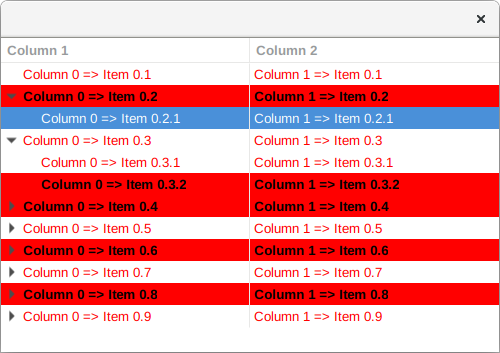 Column 1 Column 2
Column 0 => Item 0.1 Column 1 => Item 0.1
Column 0 => Item 0.2 Column 1 => Item 0.2
Column 0 => Item 0.2.1 Column 1 => Item 0.2.1
Column 0 => Item 0.3 Column 1 => Item 0.3
Column 0 => Item 0.3.1 Column 1 => Item 0.3.1
Column 0 => Item 0.3.2 Column 1 => Item 0.3.2
Column 0 => Item 0.4 Column 1 => Item 0.4
Column 0 => Item 0.5 Column 1 => Item 0.5
Column 0 => Item 0.6 Column 1 => Item 0.6
Column 0 => Item 0.7 Column 1 => Item 0.7
Column 0 => Item 0.8 Column 1 => Item 0.8
Column 0 => Item 0.9 Column 1 => Item 0.9